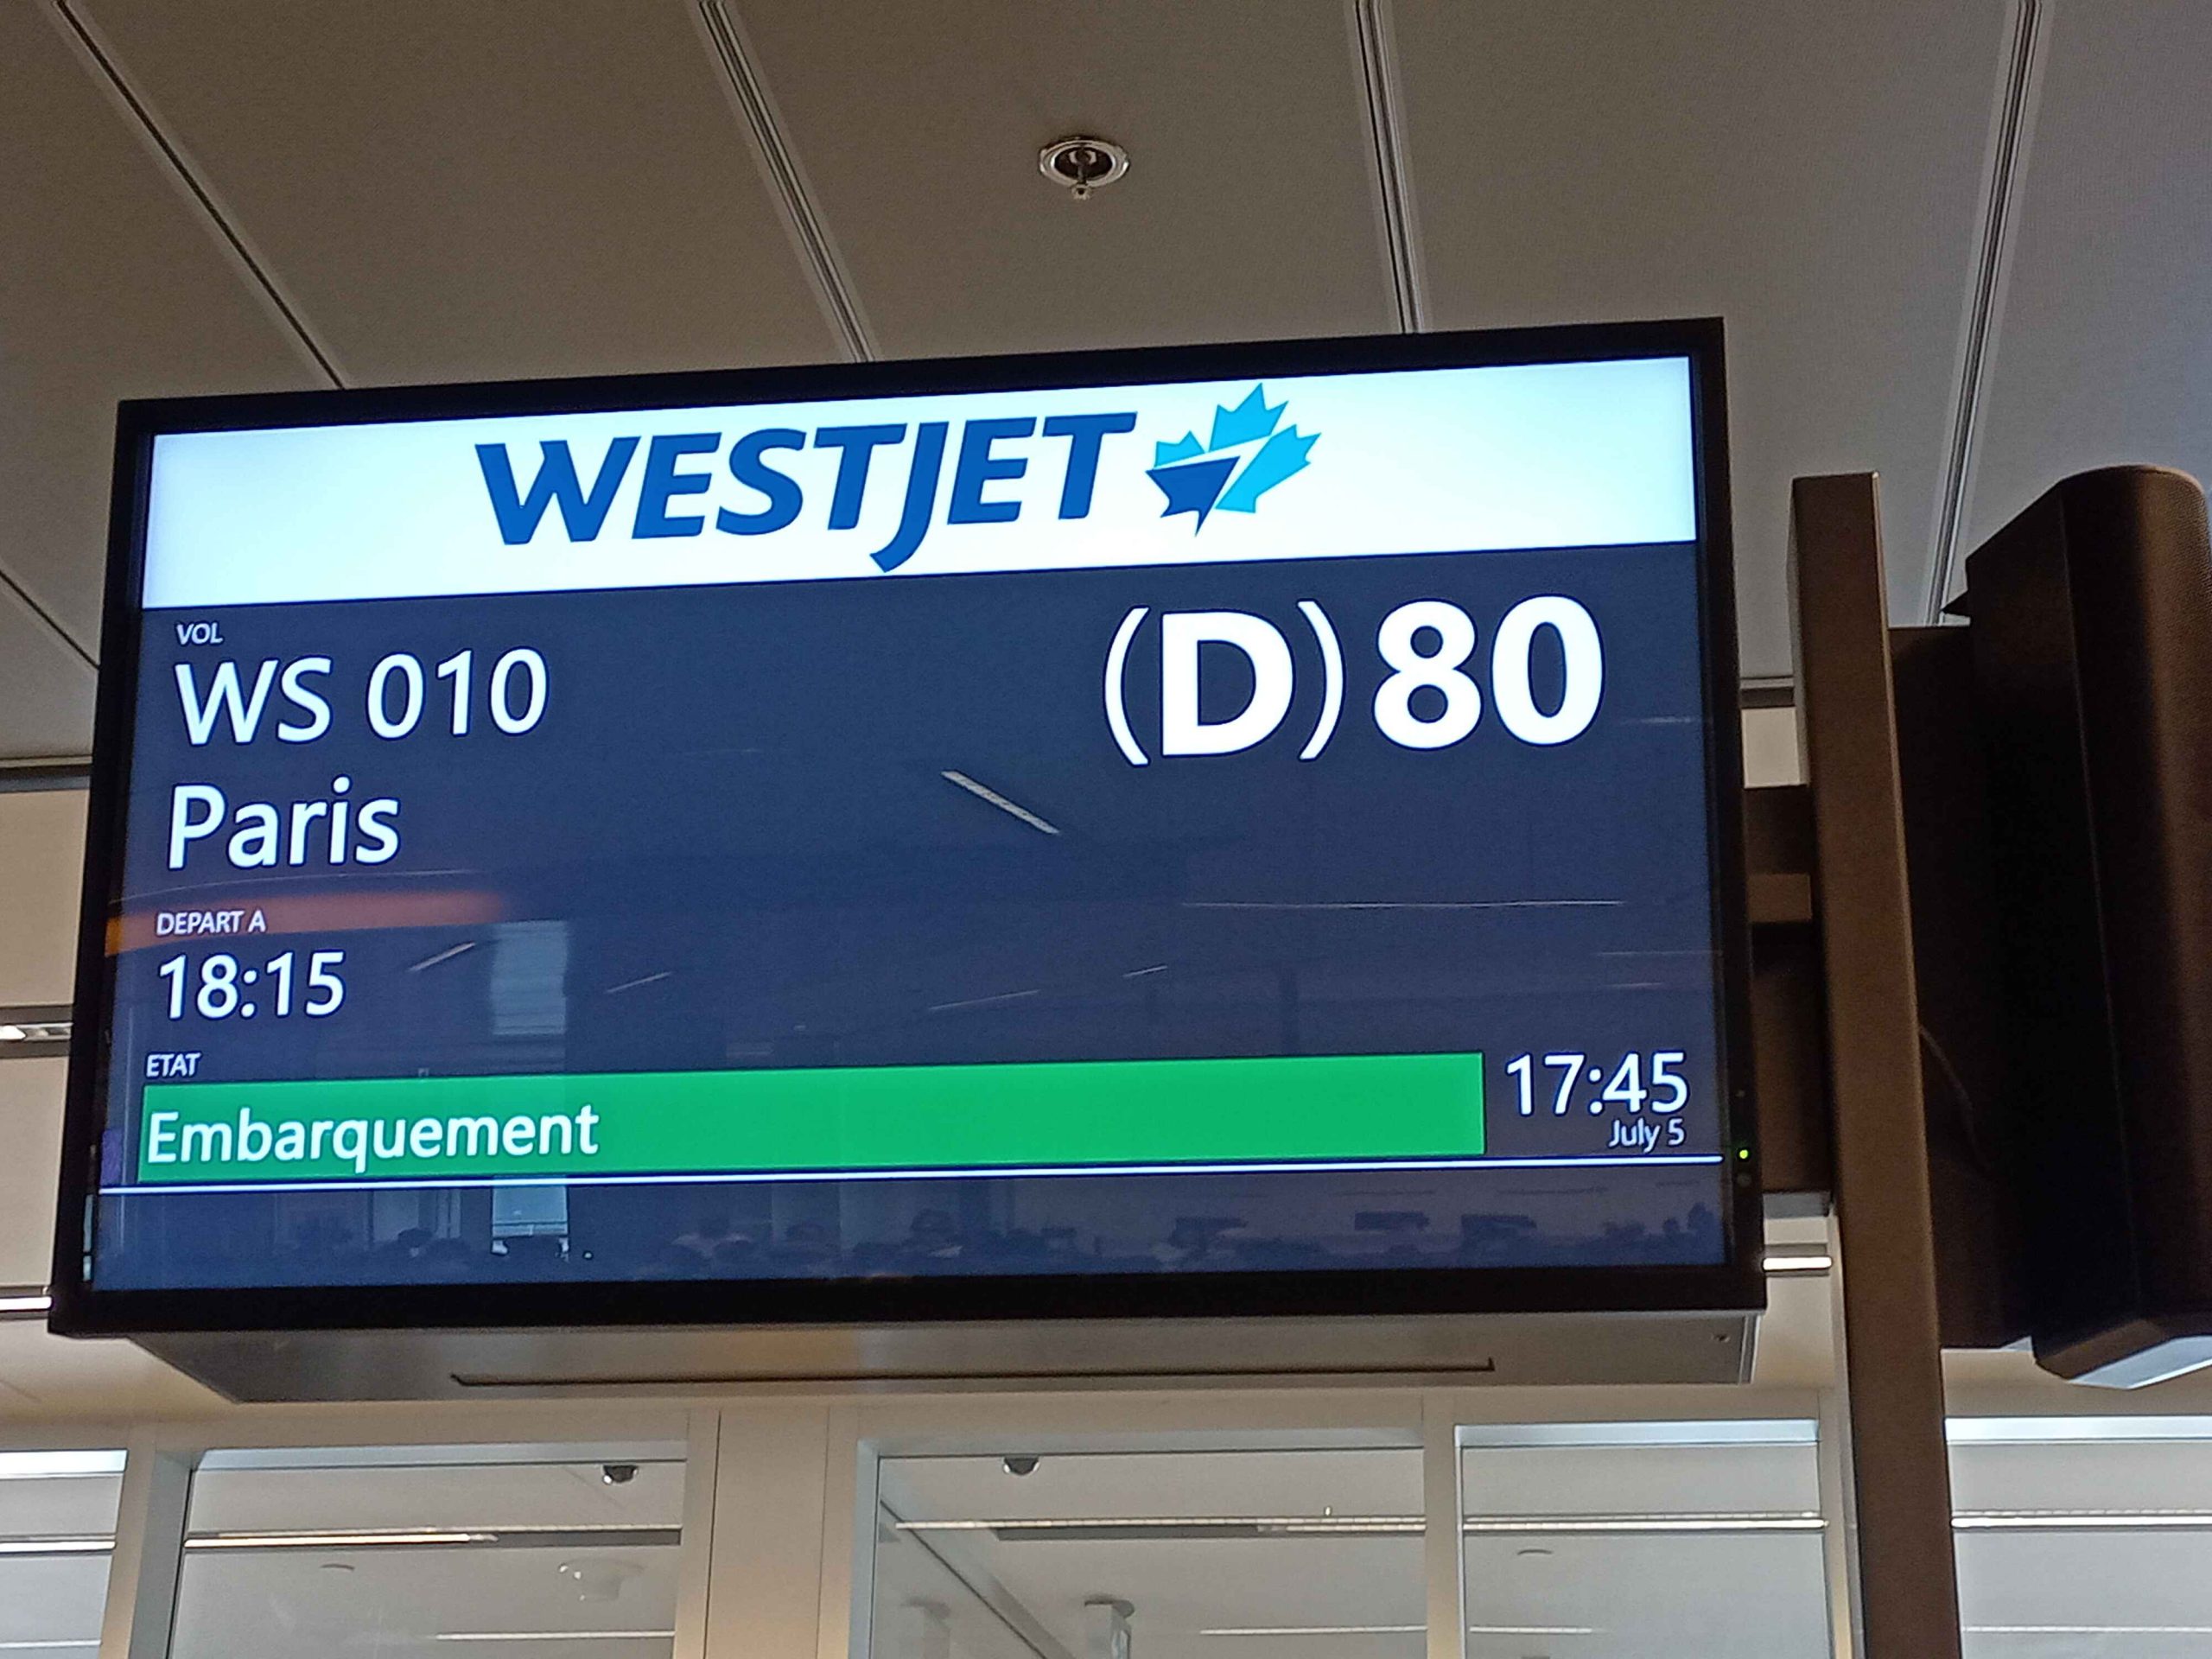 WESTJET
VOL
WS 010
(D)80
Paris
DEPART A
18:15
ETAT
Embarquement
17:45
July 5